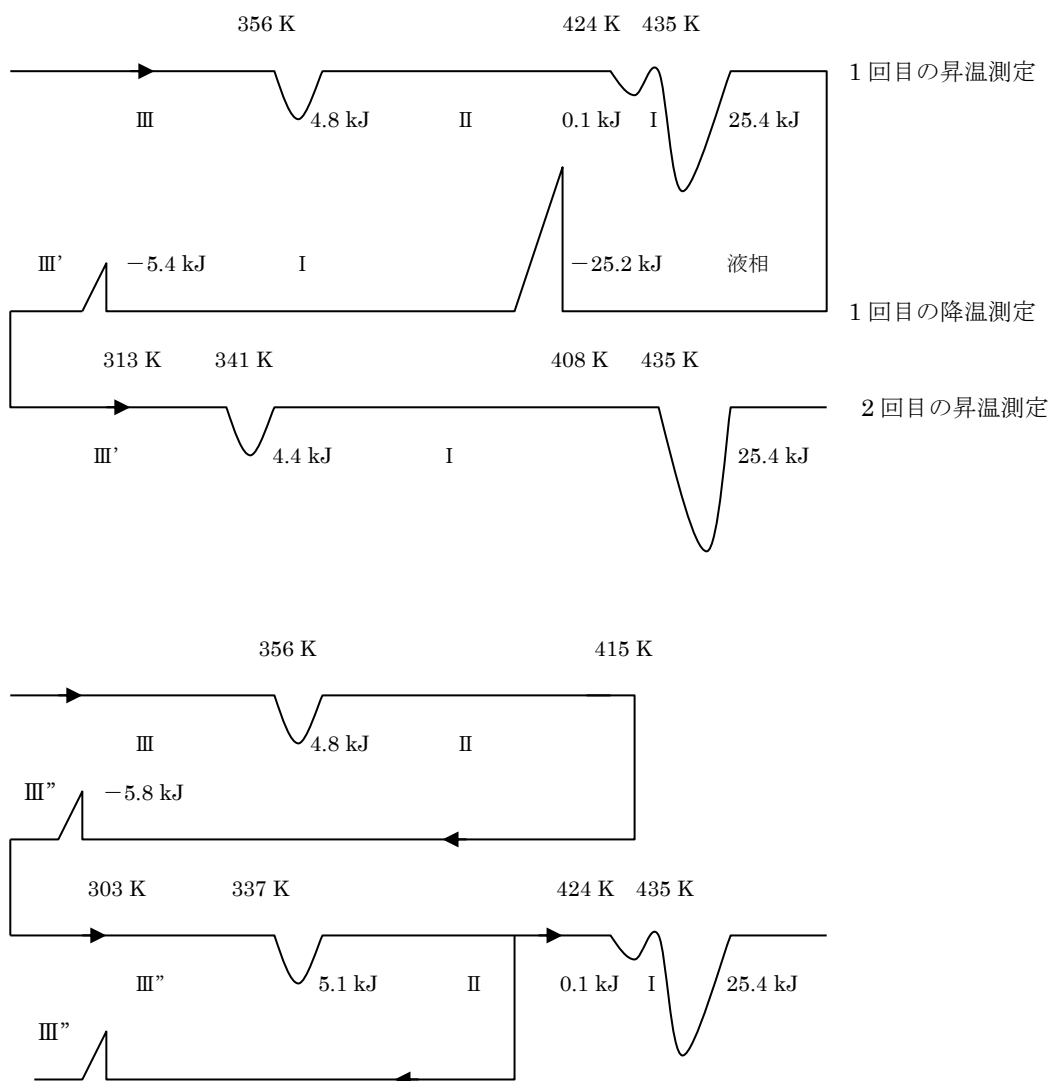 356 K 424 K 435 K
1 回目の昇温測定
Ⅲ 4.8 kJ Ⅱ 0.1 kJ Ⅰ 25.4 kJ
Ⅲ' －5.4 kJ Ⅰ －25.2 kJ 液相
1 回目の降温測定
313 K 341 K 408 K 435 K
2 回目の昇温測定
Ⅲ' 4.4 kJ Ⅰ 25.4 kJ
356 K 415 K
Ⅲ 4.8 kJ Ⅱ
Ⅲ” －5.8 kJ
303 K 337 K 424 K 435 K
Ⅲ” 5.1 kJ Ⅱ 0.1 kJ Ⅰ 25.4 kJ
Ⅲ”